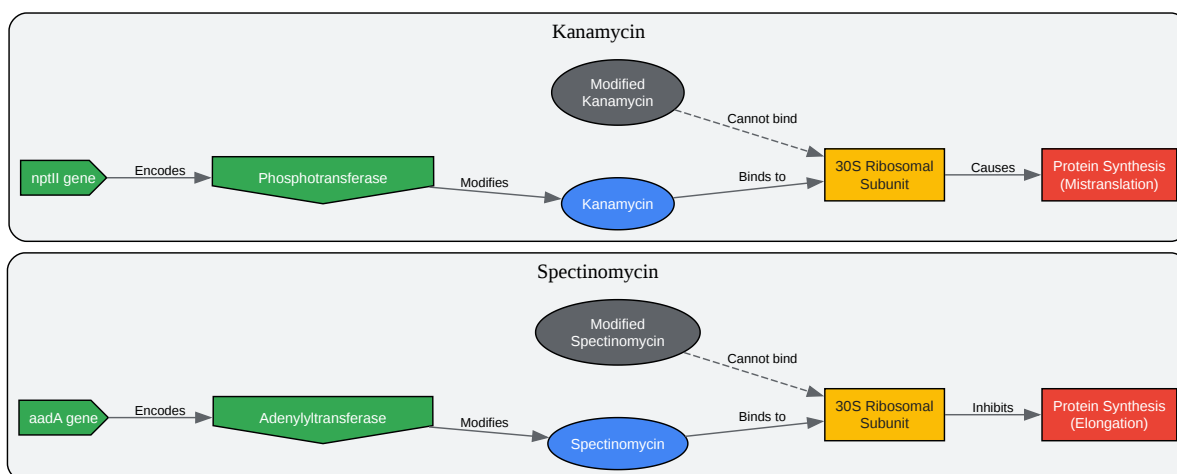 Kanamycin
Modified
Kanamycin
Cannot bind
nptII gene
Encodes
Phosphotransferase
Modifies
Kanamycin
Binds to
30S Ribosomal
Subunit
Causes
Protein Synthesis
(Mistranslation)
Spectinomycin
Modified
Spectinomycin
Cannot bind
aadA gene
Encodes
Adenylyltransferase
Modifies
Spectinomycin
Binds to
30S Ribosomal
Subunit
Inhibits
Protein Synthesis
(Elongation)